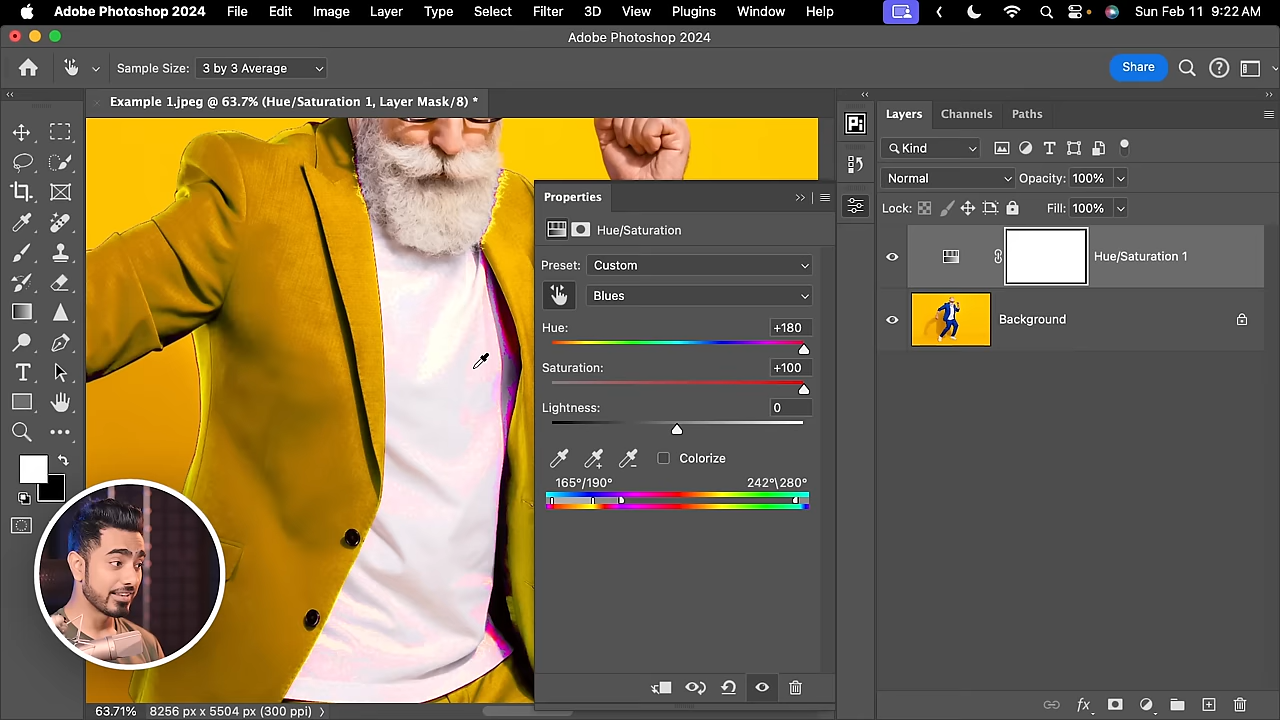 Adobe Photoshop 2024 File Edit Image Layer Type Select Filter 3D View Plugins Window Help Sun Feb 11 9:22 AM
Adobe Photoshop 2024
Sample Size: 3 by 3 Average Share
Example 1.jpeg @ 63.7% (Hue/Saturation 1, Layer Mask/8) *
Layers Channels Paths
Kind
Normal Opacity: 100%
Lock: Fill: 100%
Hue/Saturation 1
Background
Properties
Hue/Saturation
Preset: Custom
Blues
Hue: +180
Saturation: +100
Lightness: 0
Colorize
165°/190° 242°\280°
63.71% 8256 px x 5504 px (300 ppi)
fx